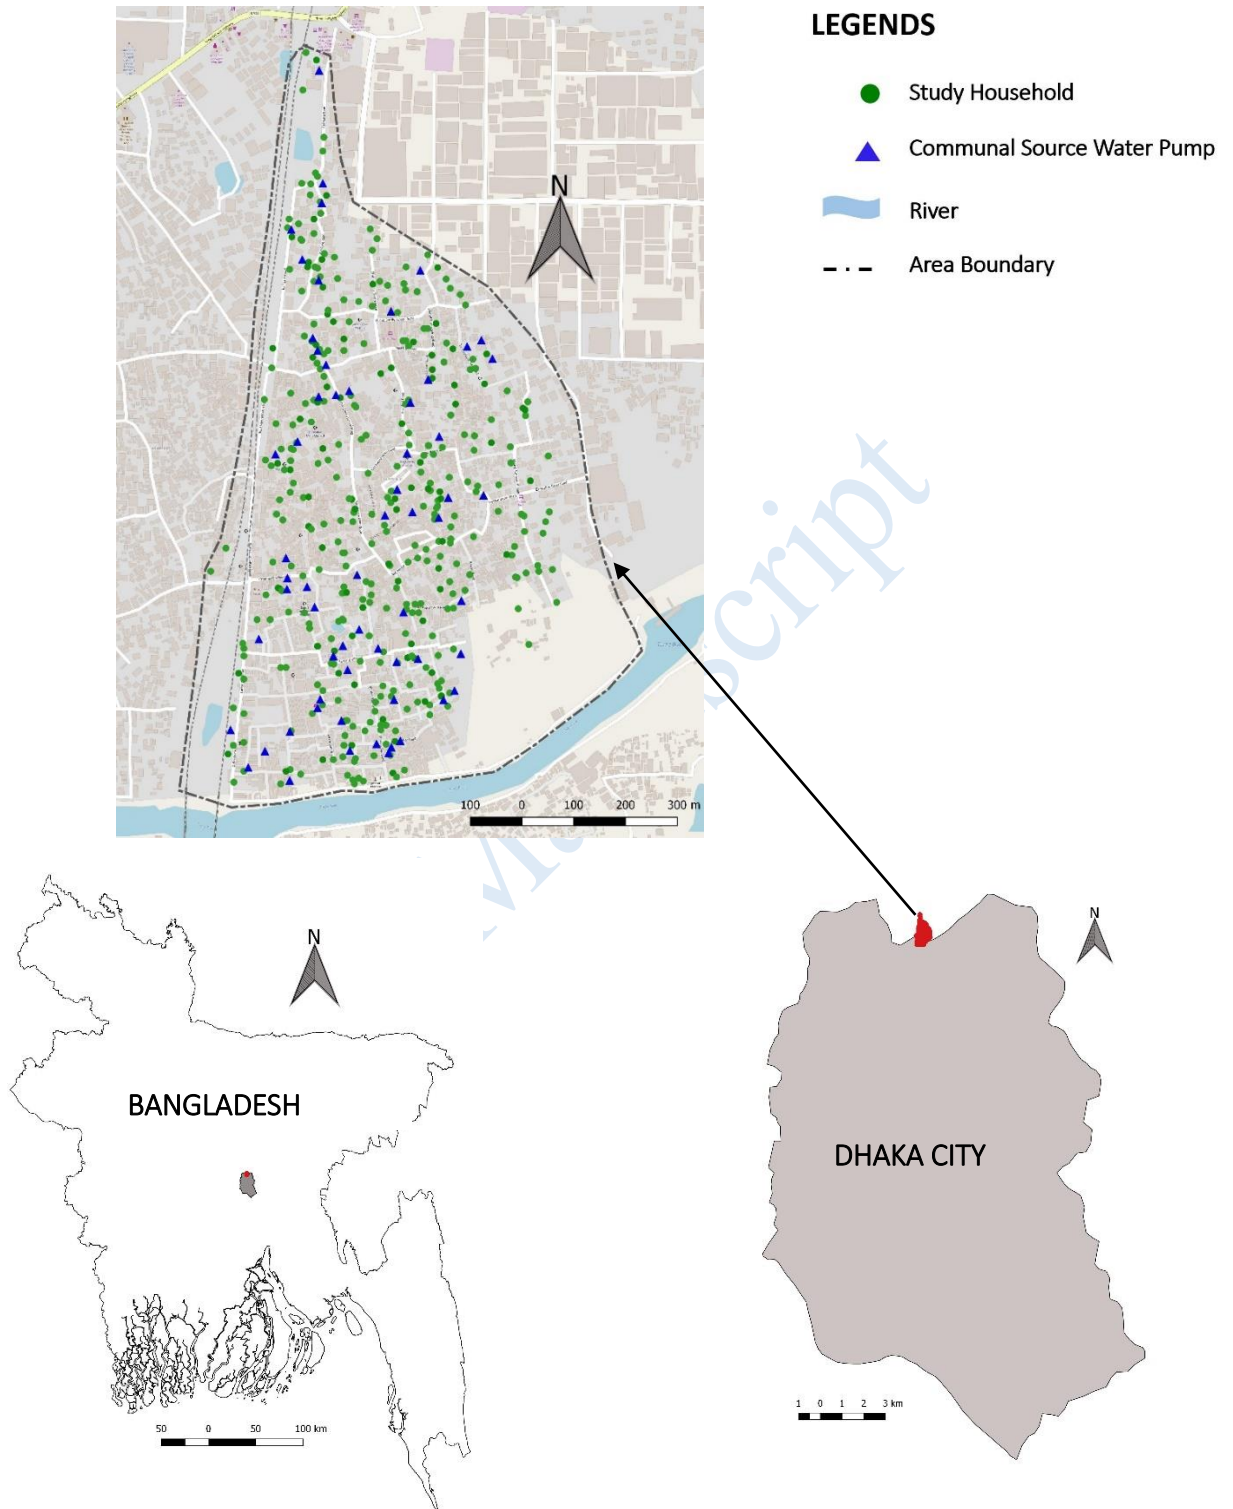 LEGENDS
Study Household
Communal Source Water Pump
River
Area Boundary
N
100 0 100 200 300 m
N
BANGLADESH
50 0 50 100 km
N
DHAKA CITY
1 0 1 2 3 km